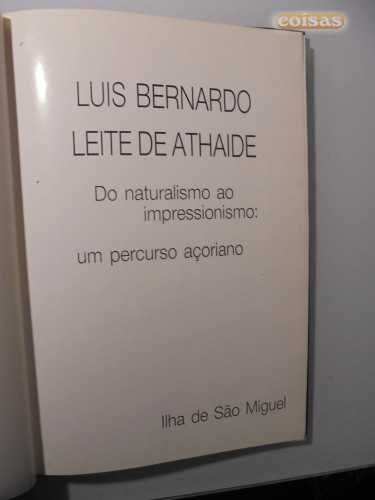 coisas
LUIS BERNARDO
LEITE DE ATHAIDE
Do naturalismo ao
impressionismo:
um percurso açoriano
Ilha de São Miguel